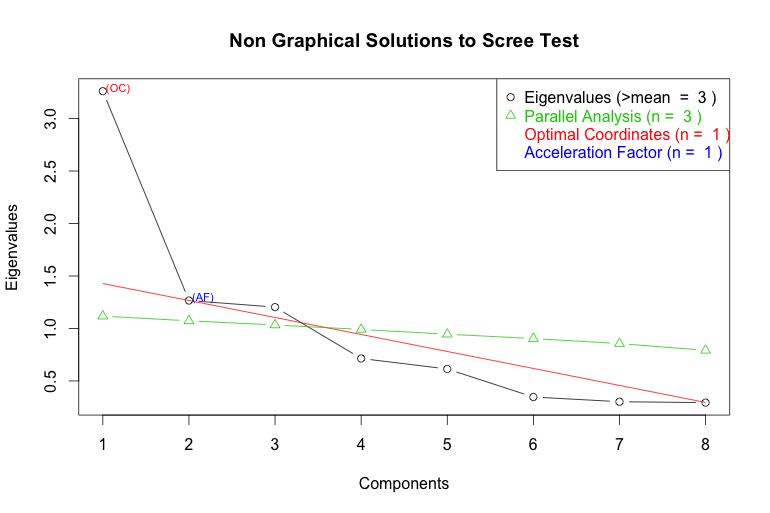 Non Graphical Solutions to Scree Test
(OC)
Eigenvalues (>mean = 3 )
Parallel Analysis (n = 3 )
Optimal Coordinates (n = 1 )
Acceleration Factor (n = 1 )
Eigenvalues
3.0
2.5
2.0
1.5
1.0
0.5
(AF)
1 2 3 4 5 6 7 8
Components